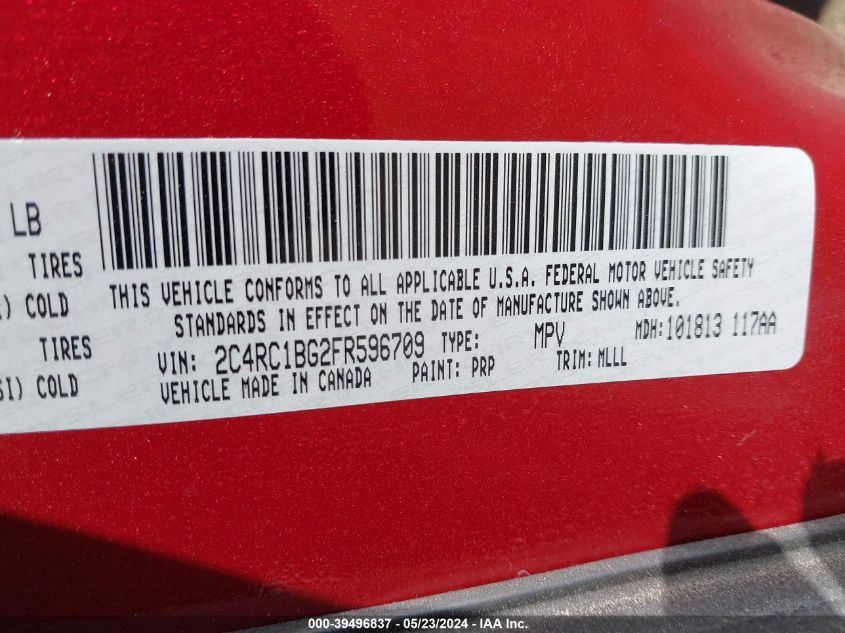 LB
TIRES
COLD
TIRES
SI) COLD
THIS VEHICLE CONFORMS TO ALL APPLICABLE U.S.A. FEDERAL MOTOR VEHICLE SAFETY
STANDARDS IN EFFECT ON THE DATE OF MANUFACTURE SHOWN ABOVE.
VIN: 2C4RC1BG2FR596709 TYPE: MPV MDH:101813 117AA
VEHICLE MADE IN CANADA PAINT: PRP TRIM: MLLL
000-39496837 - 05/23/2024 - IAA Inc.